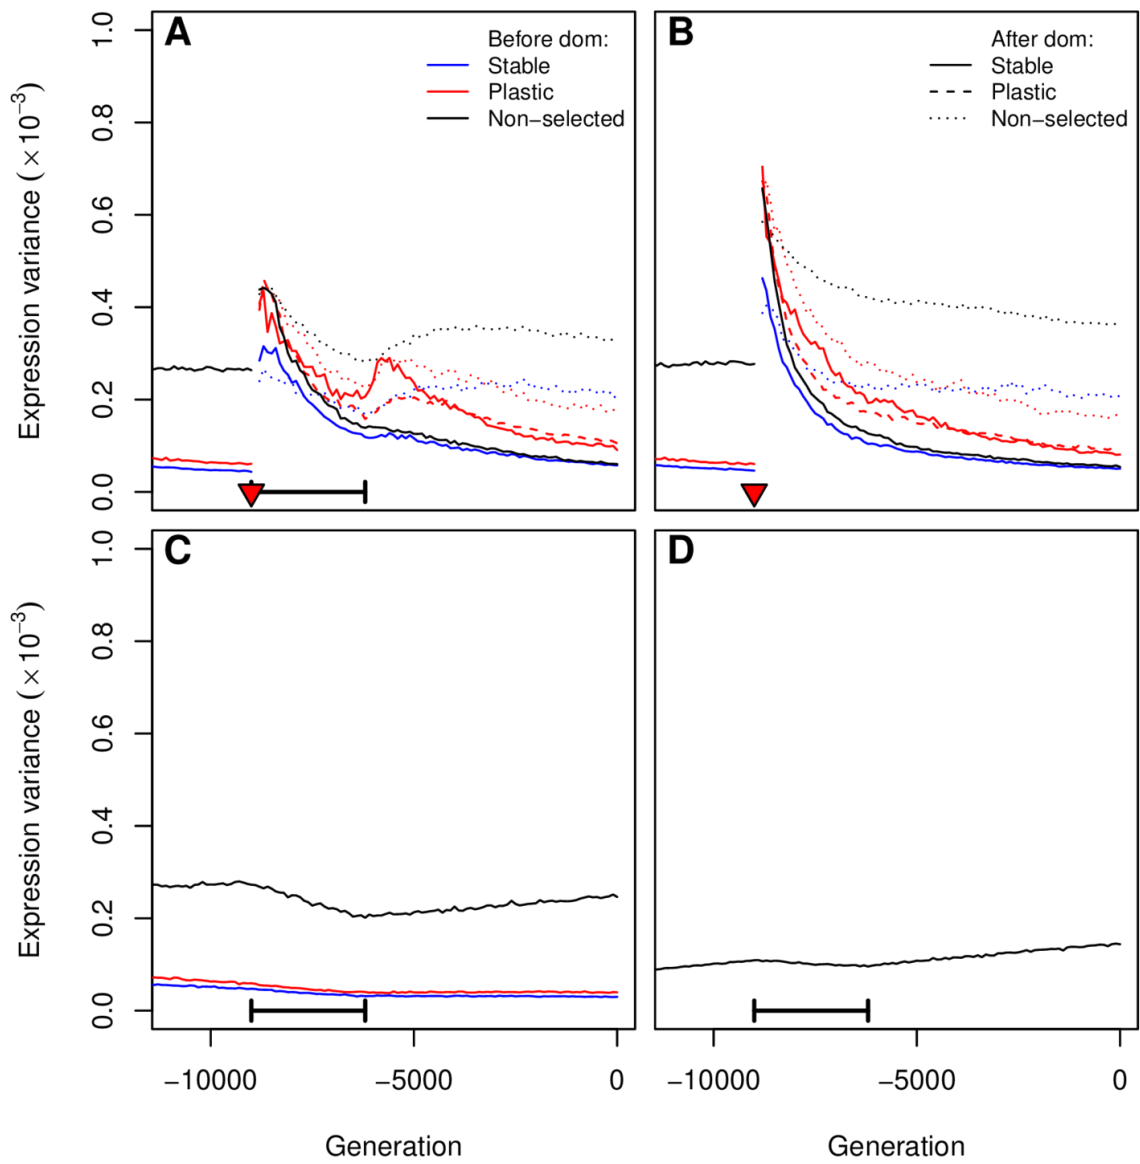 A
Before dom:
Stable
Plastic
Non−selected
B
After dom:
Stable
Plastic
Non−selected
Expression variance (×10−3)
0.0
0.2
0.4
0.6
0.8
1.0
C
D
Expression variance (×10−3)
0.0
0.2
0.4
0.6
0.8
1.0
−10000
−5000
0
−10000
−5000
0
Generation
Generation